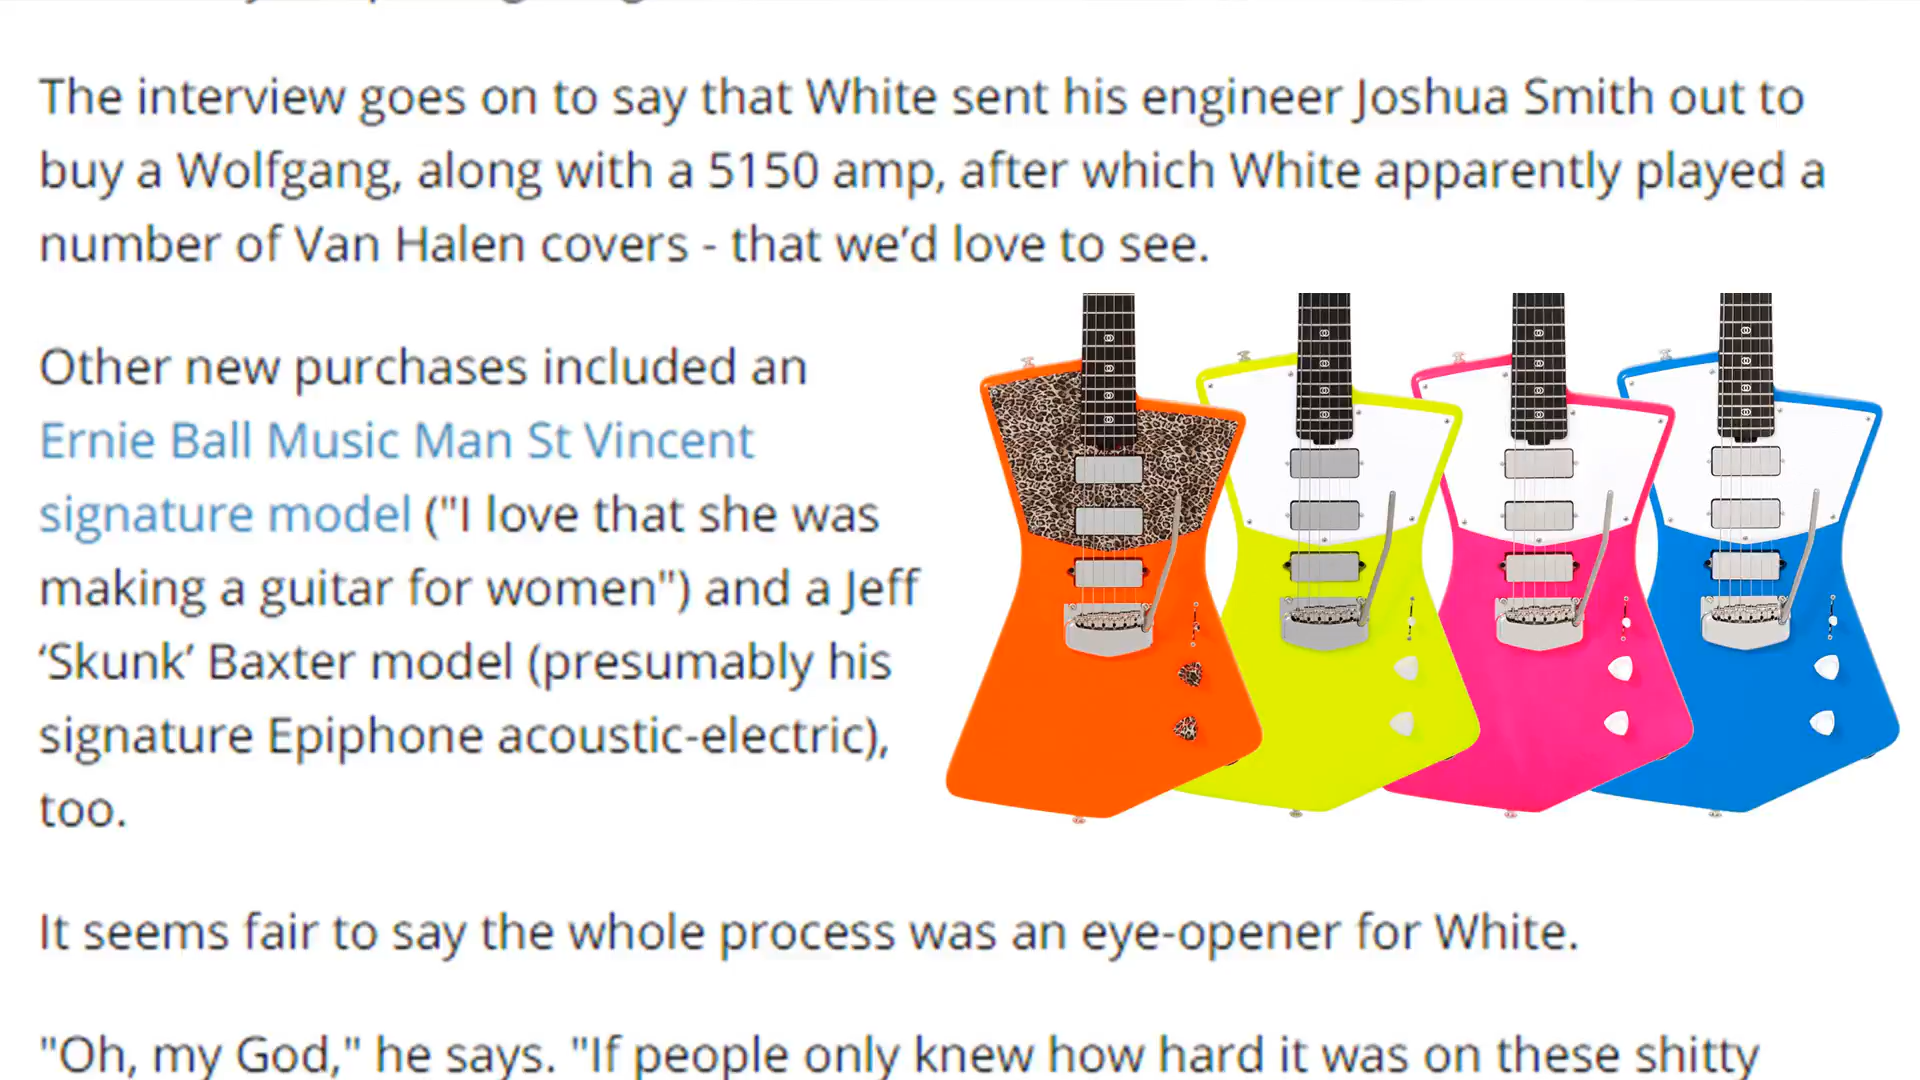 The interview goes on to say that White sent his engineer Joshua Smith out to
buy a Wolfgang, along with a 5150 amp, after which White apparently played a
number of Van Halen covers - that we’d love to see.
Other new purchases included an
Ernie Ball Music Man St Vincent
signature model ("I love that she was
making a guitar for women") and a Jeff
‘Skunk’ Baxter model (presumably his
signature Epiphone acoustic-electric),
too.
It seems fair to say the whole process was an eye-opener for White.
"Oh, my God," he says. "If people only knew how hard it was on these shitty